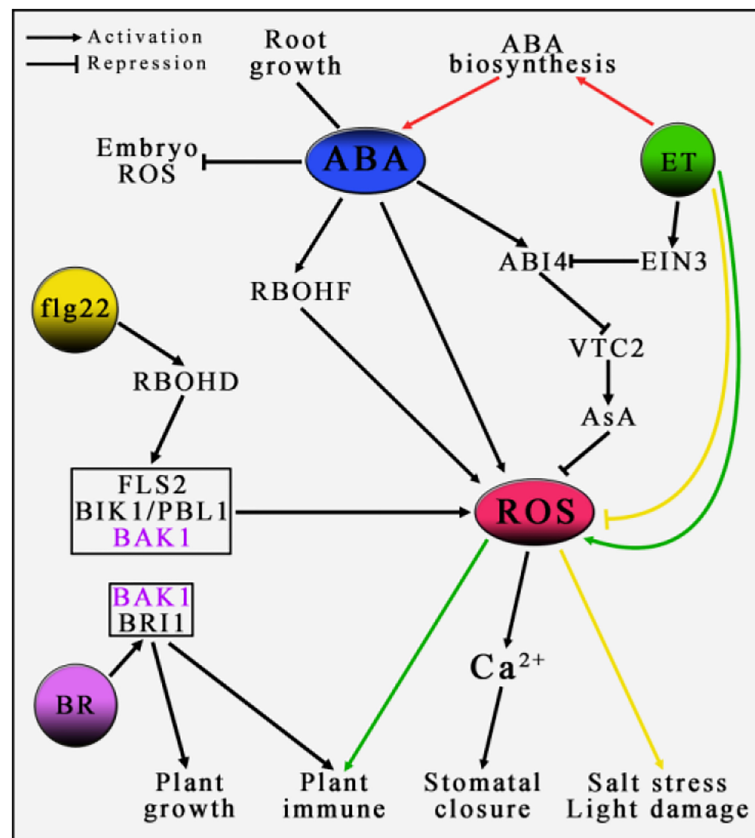 Activation
Repression
Root
growth
ABA
biosynthesis
Embryo
ROS
ABA
ET
ABI4
EIN3
RBOHF
flg22
VTC2
RBOHD
AsA
FLS2
BIK1/PBL1
BAK1
ROS
BAK1
BRI1
Ca²⁺
BR
Plant
growth
Plant
immune
Stomatal
closure
Salt stress
Light damage